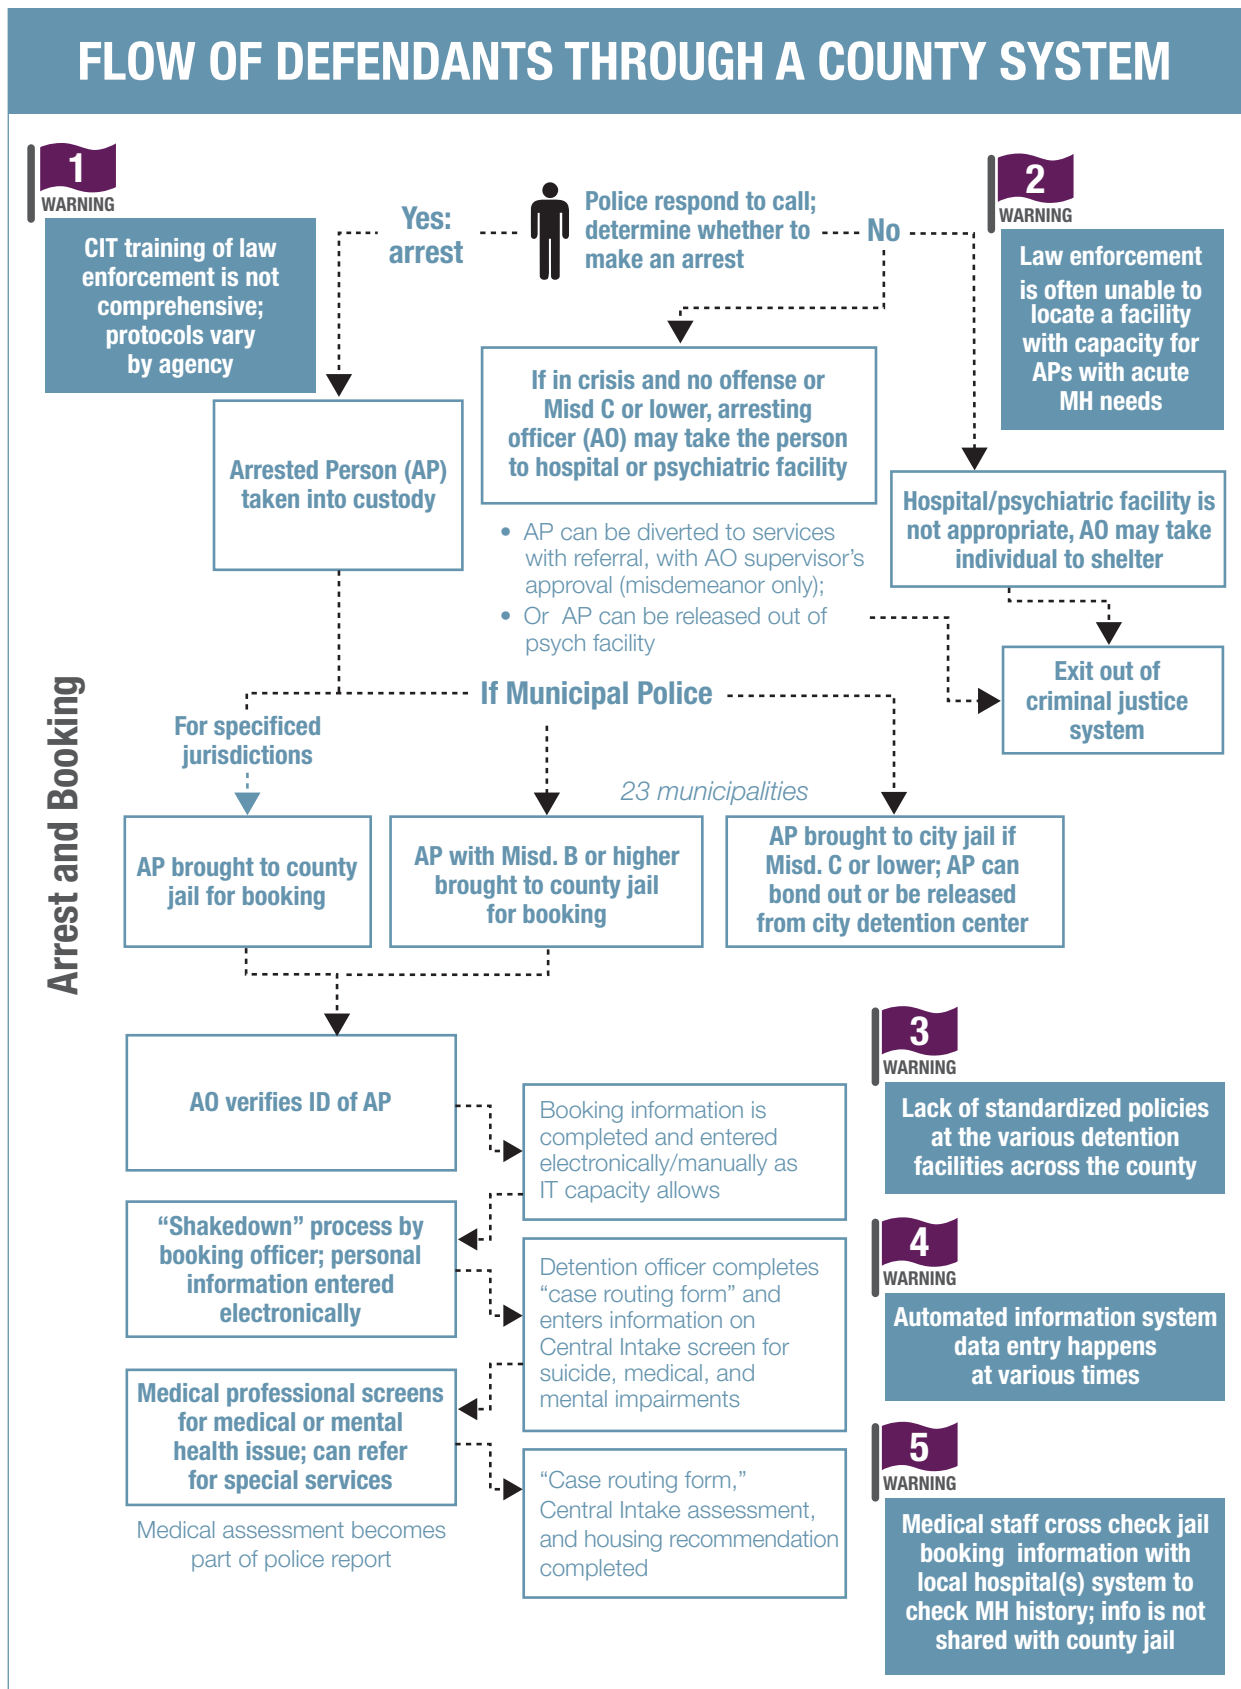 FLOW OF DEFENDANTS THROUGH A COUNTY SYSTEM
1
WARNING
CIT training of law
enforcement is not
comprehensive;
protocols vary
by agency
Yes:
arrest
Police respond to call;
determine whether to
make an arrest
No
2
WARNING
Law enforcement
is often unable to
locate a facility
with capacity for
APs with acute
MH needs
Arrested Person (AP)
taken into custody
If in crisis and no offense or
Misd C or lower, arresting
officer (AO) may take the person
to hospital or psychiatric facility
• AP can be diverted to services
with referral, with AO supervisor's
approval (misdemeanor only);
• Or AP can be released out of
psych facility
Hospital/psychiatric facility is
not appropriate, AO may take
individual to shelter
Exit out of
criminal justice
system
Arrest and Booking
If Municipal Police
For specificed
jurisdictions
23 municipalities
AP brought to county
jail for booking
AP with Misd. B or higher
brought to county jail
for booking
AP brought to city jail if
Misd. C or lower; AP can
bond out or be released
from city detention center
AO verifies ID of AP
Booking information is
completed and entered
electronically/manually as
IT capacity allows
“Shakedown” process by
booking officer; personal
information entered
electronically
Detention officer completes
“case routing form” and
enters information on
Central Intake screen for
suicide, medical, and
mental impairments
Medical professional screens
for medical or mental
health issue; can refer
for special services
Medical assessment becomes
part of police report
“Case routing form,”
Central Intake assessment,
and housing recommendation
completed
3
WARNING
Lack of standardized policies
at the various detention
facilities across the county
4
WARNING
Automated information system
data entry happens
at various times
5
WARNING
Medical staff cross check jail
booking information with
local hospital(s) system to
check MH history; info is not
shared with county jail